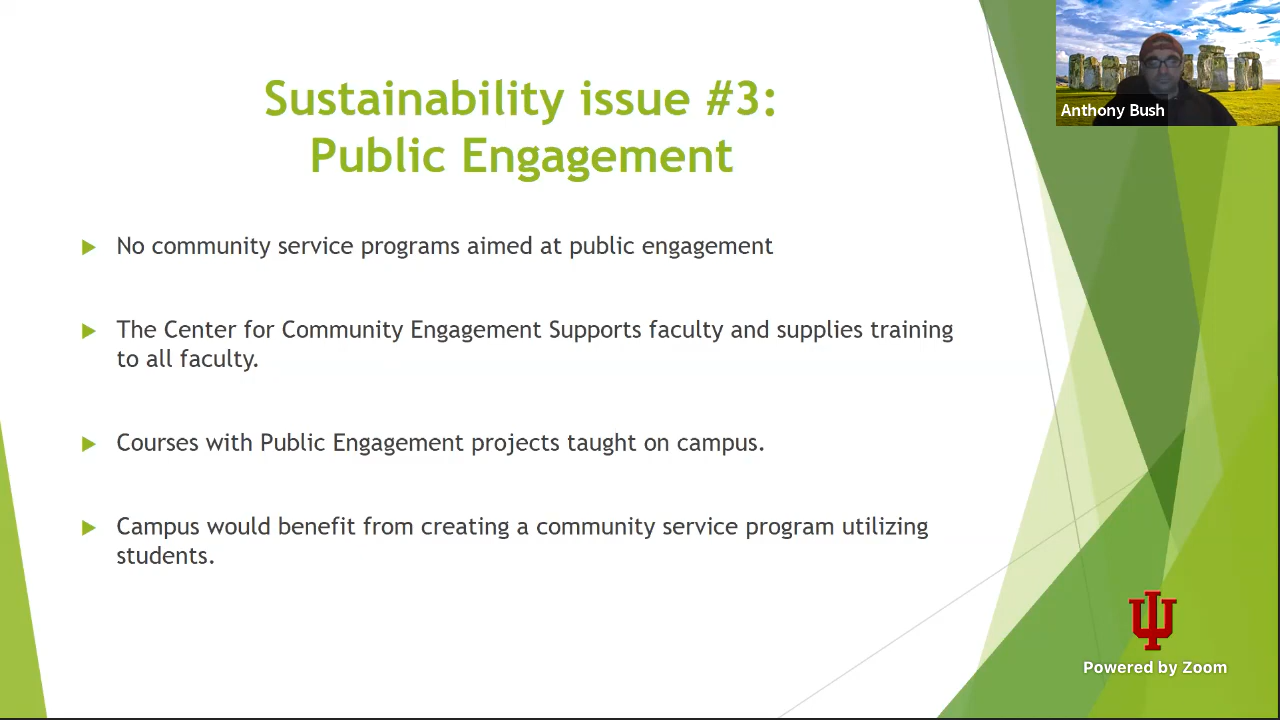 Sustainability issue #3:
Public Engagement
Anthony Bush
No community service programs aimed at public engagement
The Center for Community Engagement Supports faculty and supplies training
to all faculty.
Courses with Public Engagement projects taught on campus.
Campus would benefit from creating a community service program utilizing
students.
Powered by Zoom